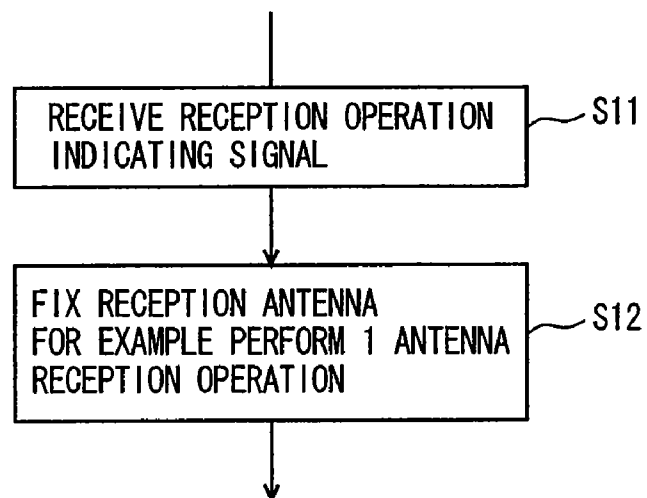 RECEIVE RECEPTION OPERATION
INDICATING SIGNAL
S11
FIX RECEPTION ANTENNA
FOR EXAMPLE PERFORM 1 ANTENNA
RECEPTION OPERATION
S12